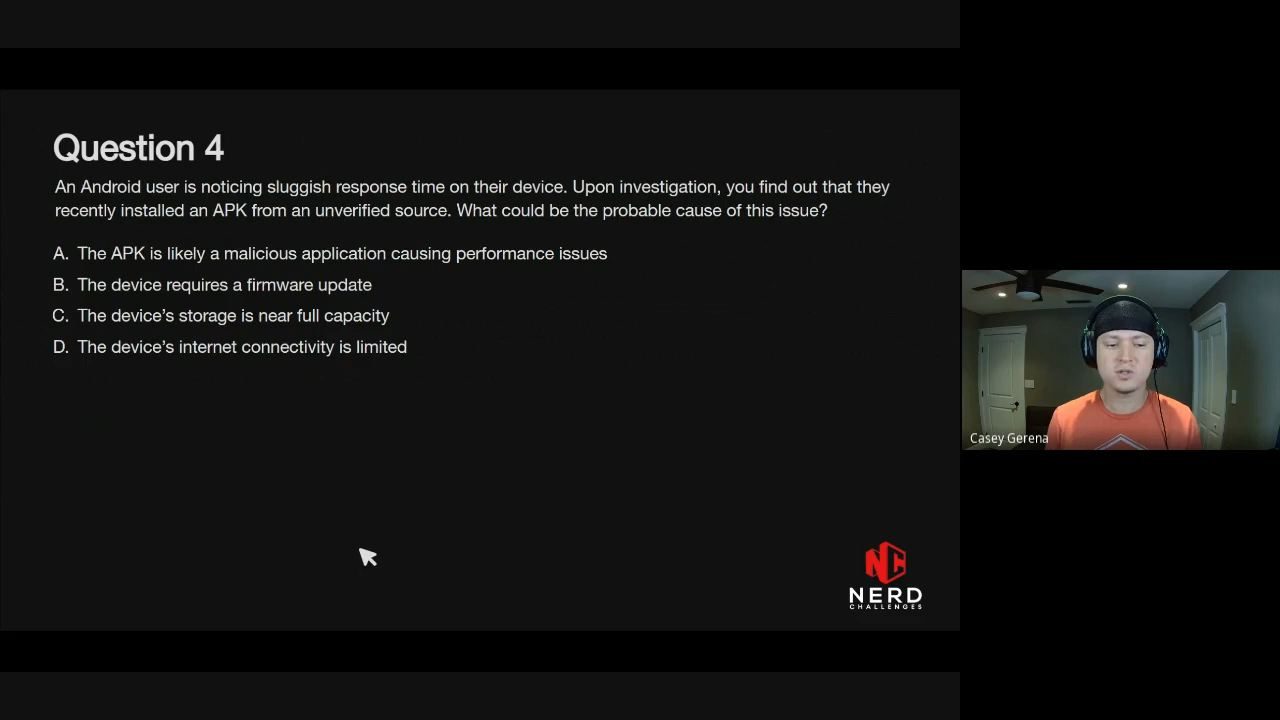 Question 4
An Android user is noticing sluggish response time on their device. Upon investigation, you find out that they
recently installed an APK from an unverified source. What could be the probable cause of this issue?
A. The APK is likely a malicious application causing performance issues
B. The device requires a firmware update
C. The device’s storage is near full capacity
D. The device’s internet connectivity is limited
Casey Gerena
NC
NERD
CHALLENGES